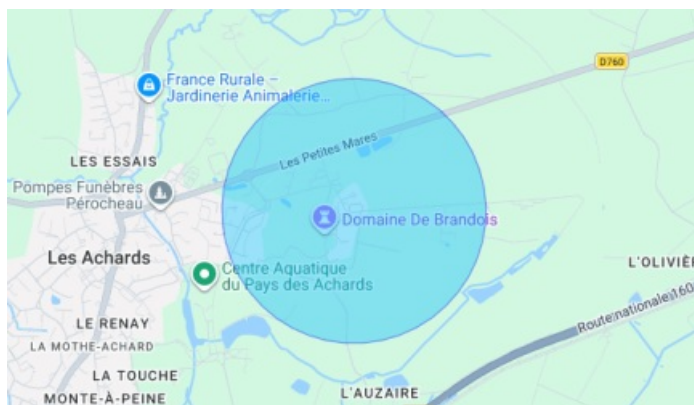 D760
France Rurale –
Jardinerie Animalerie...
Les Petites Mares
LES ESSAIS
Pompes Funèbres
Pérocheau
Domaine De Brandois
Les Achards
Centre Aquatique
du Pays des Achards
L'OLIVIÈR
Route nationale 160
LE RENAY
LA MOTHE-ACHARD
LA TOUCHE
L'AUZAIRE
MONTE-À-PEINE